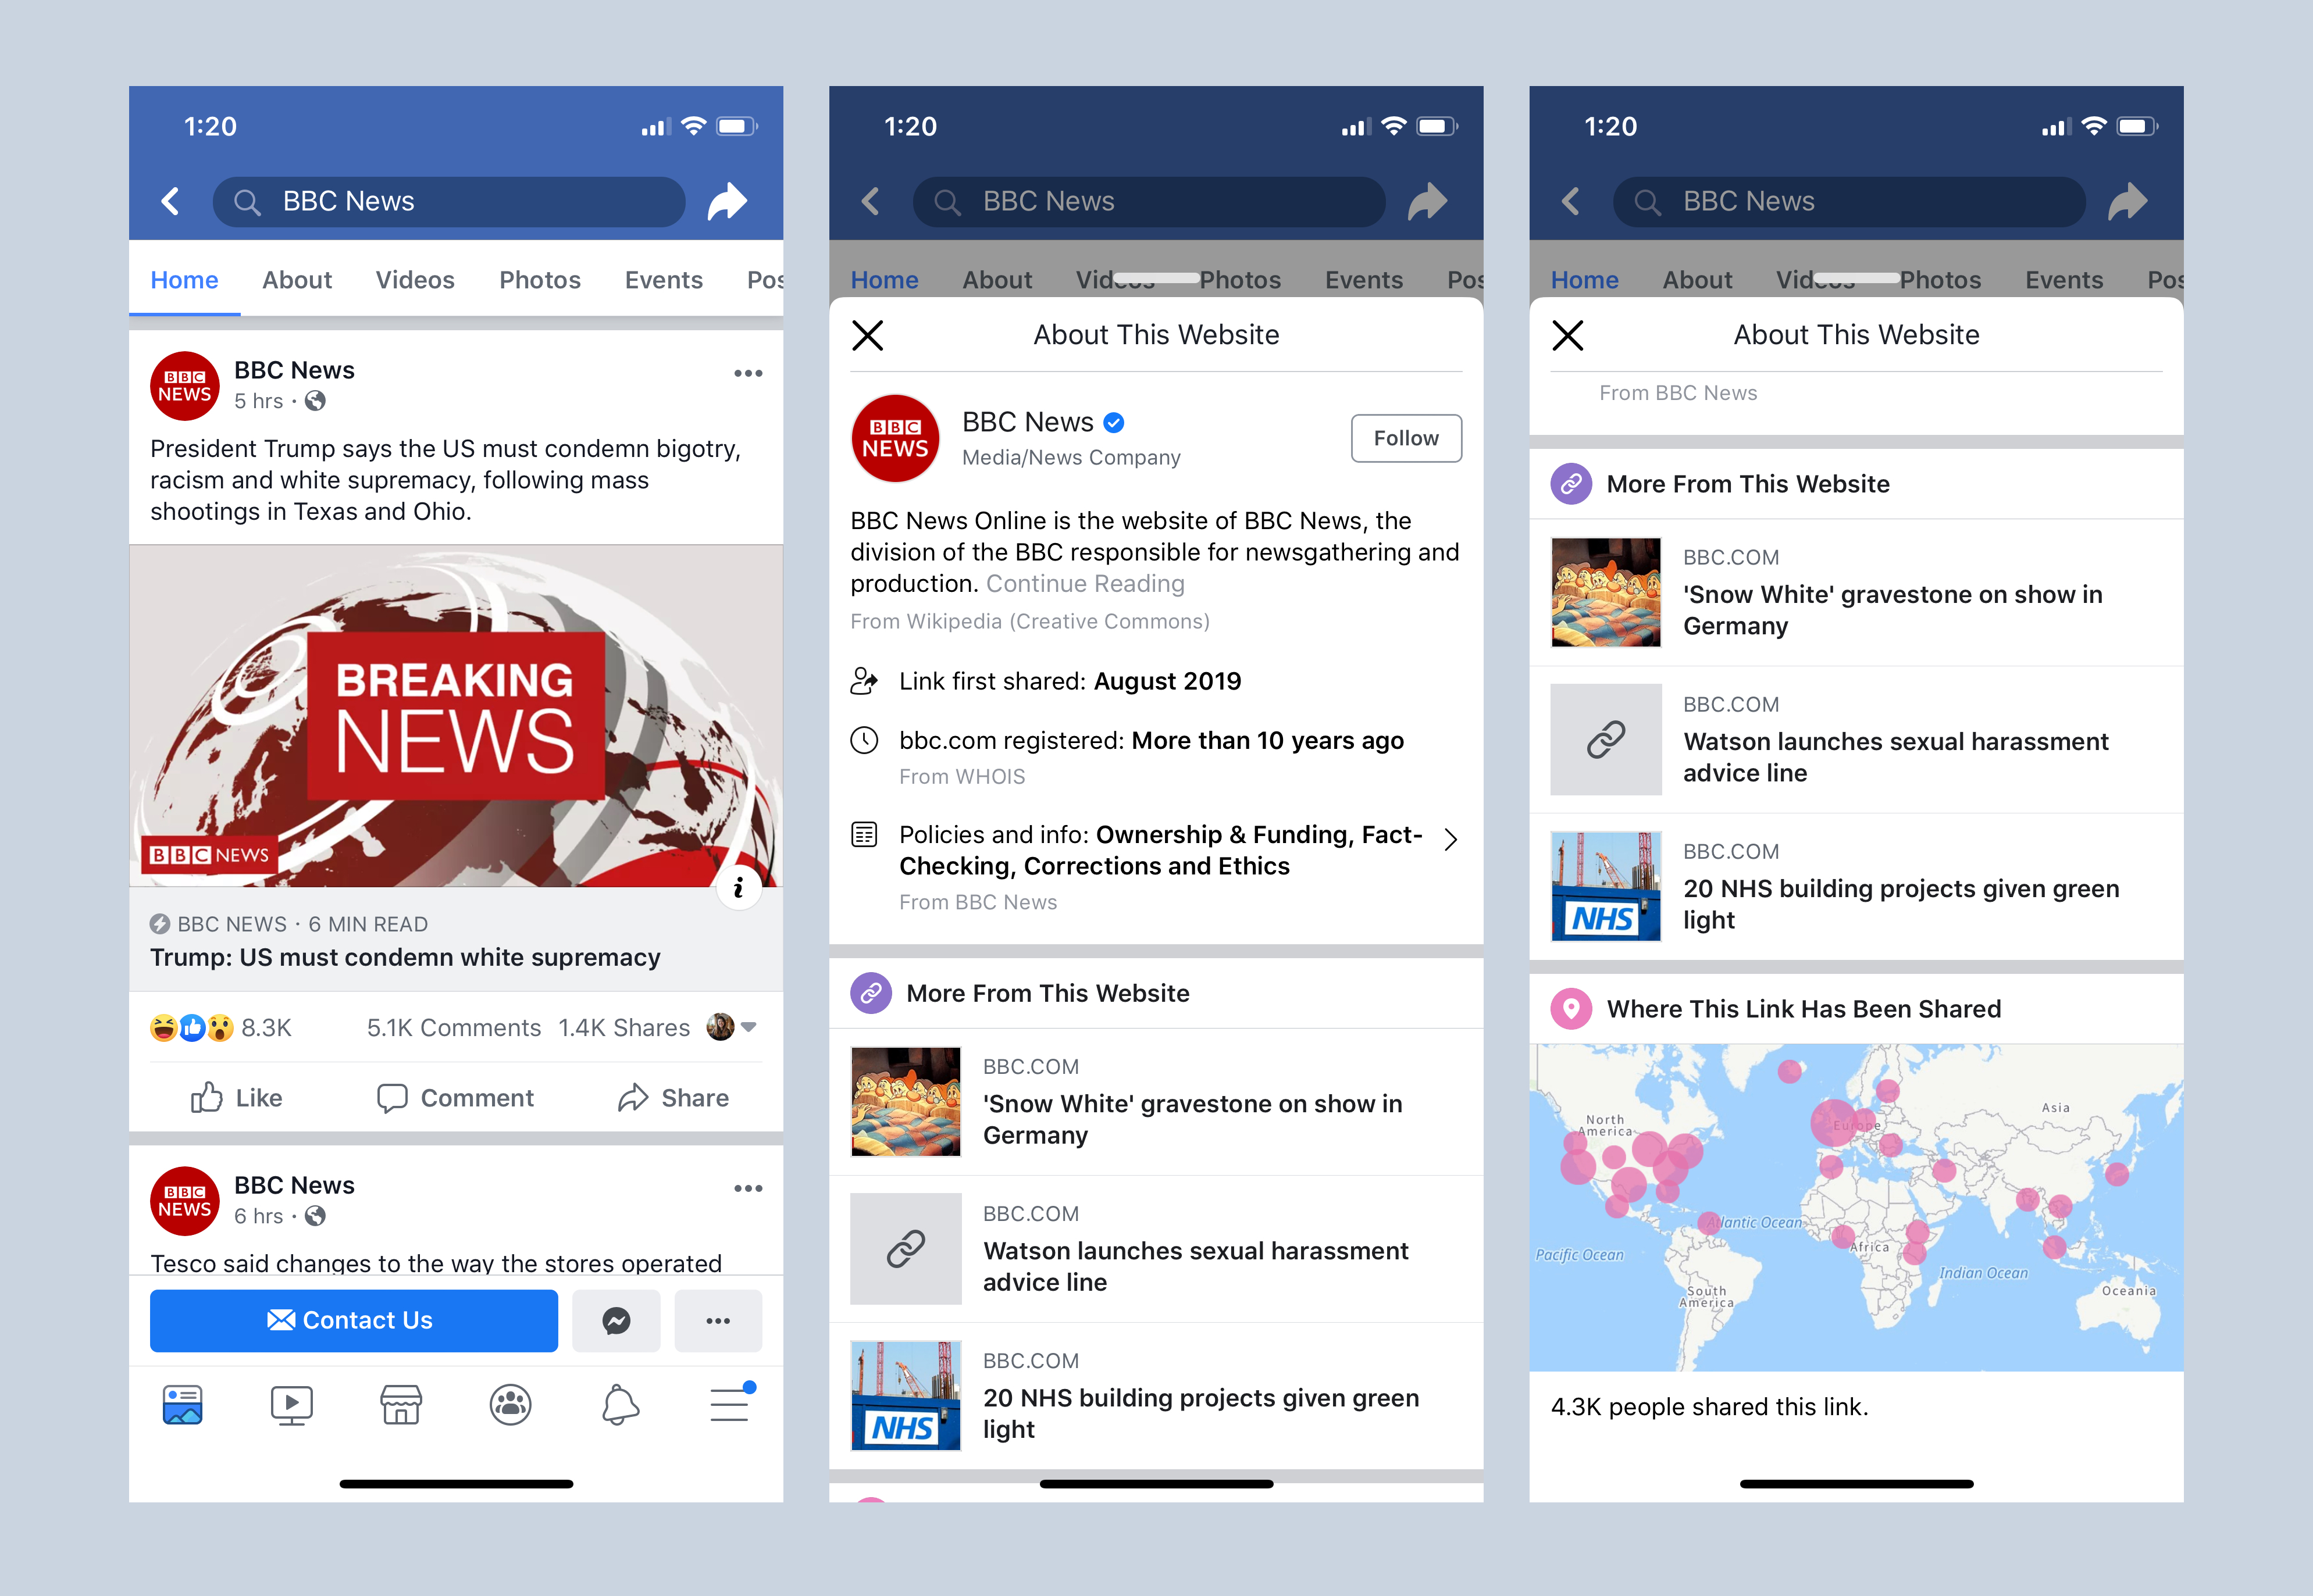 1:20
BBC News
Home About Videos Photos Events Pos
BBC NEWS
BBC News
5 hrs ·
President Trump says the US must condemn bigotry,
racism and white supremacy, following mass
shootings in Texas and Ohio.
BREAKING
NEWS
BBC NEWS
i
BBC NEWS · 6 MIN READ
Trump: US must condemn white supremacy
8.3K 5.1K Comments 1.4K Shares
Like Comment Share
BBC NEWS
BBC News
6 hrs ·
Tesco said changes to the way the stores operated
Contact Us
1:20
BBC News
Home About Videos Photos Events Pos
About This Website
BBC NEWS
BBC News
Follow
Media/News Company
BBC News Online is the website of BBC News, the
division of the BBC responsible for newsgathering and
production. Continue Reading
From Wikipedia (Creative Commons)
Link first shared: August 2019
bbc.com registered: More than 10 years ago
From WHOIS
Policies and info: Ownership & Funding, Fact-
Checking, Corrections and Ethics
From BBC News
More From This Website
BBC.COM
'Snow White' gravestone on show in
Germany
BBC.COM
Watson launches sexual harassment
advice line
NHS
BBC.COM
20 NHS building projects given green
light
1:20
BBC News
Home About Videos Photos Events Pos
About This Website
From BBC News
More From This Website
BBC.COM
'Snow White' gravestone on show in
Germany
BBC.COM
Watson launches sexual harassment
advice line
NHS
BBC.COM
20 NHS building projects given green
light
Where This Link Has Been Shared
North
America
Europe
Asia
Atlantic Ocean
Pacific Ocean
Africa
Indian Ocean
South
America
Oceania
4.3K people shared this link.